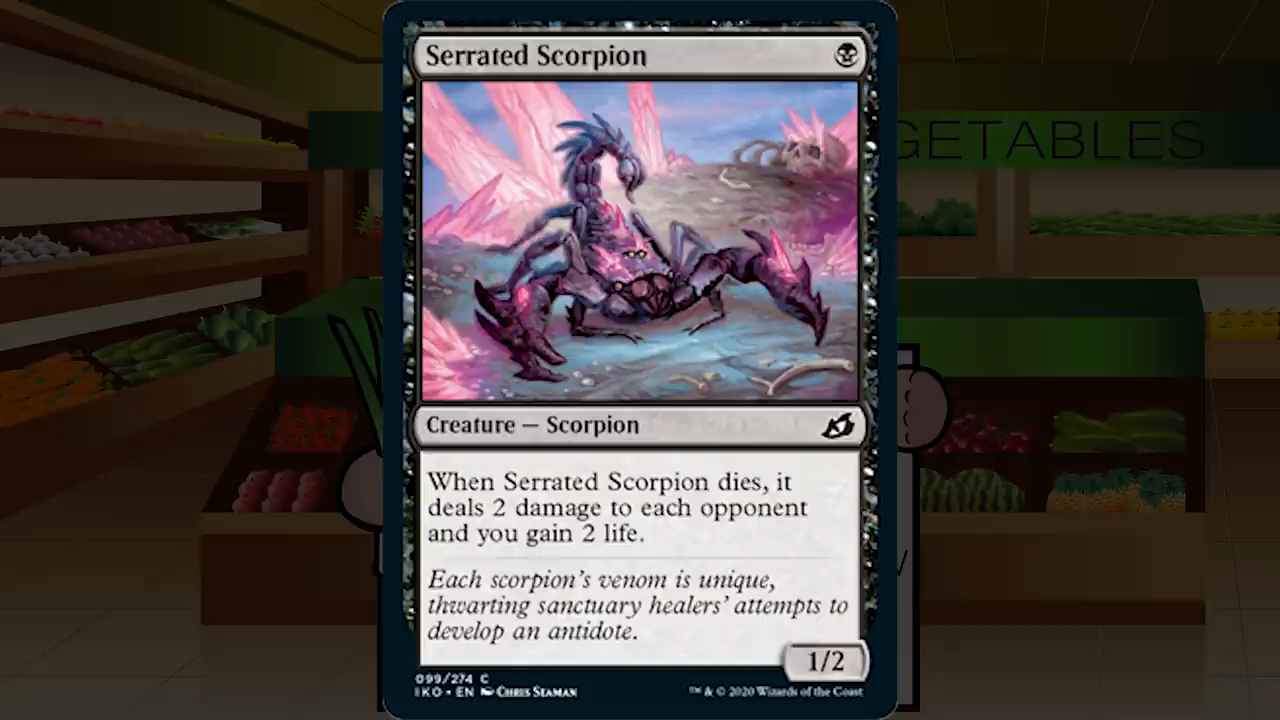 Serrated Scorpion
GETABLES
Creature — Scorpion
When Serrated Scorpion dies, it
deals 2 damage to each opponent
and you gain 2 life.
Each scorpion's venom is unique,
thwarting sanctuary healers' attempts to
develop an antidote.
1/2
099/274 C
IKO • EN Chris Seaman
™ & © 2020 Wizards of the Coast